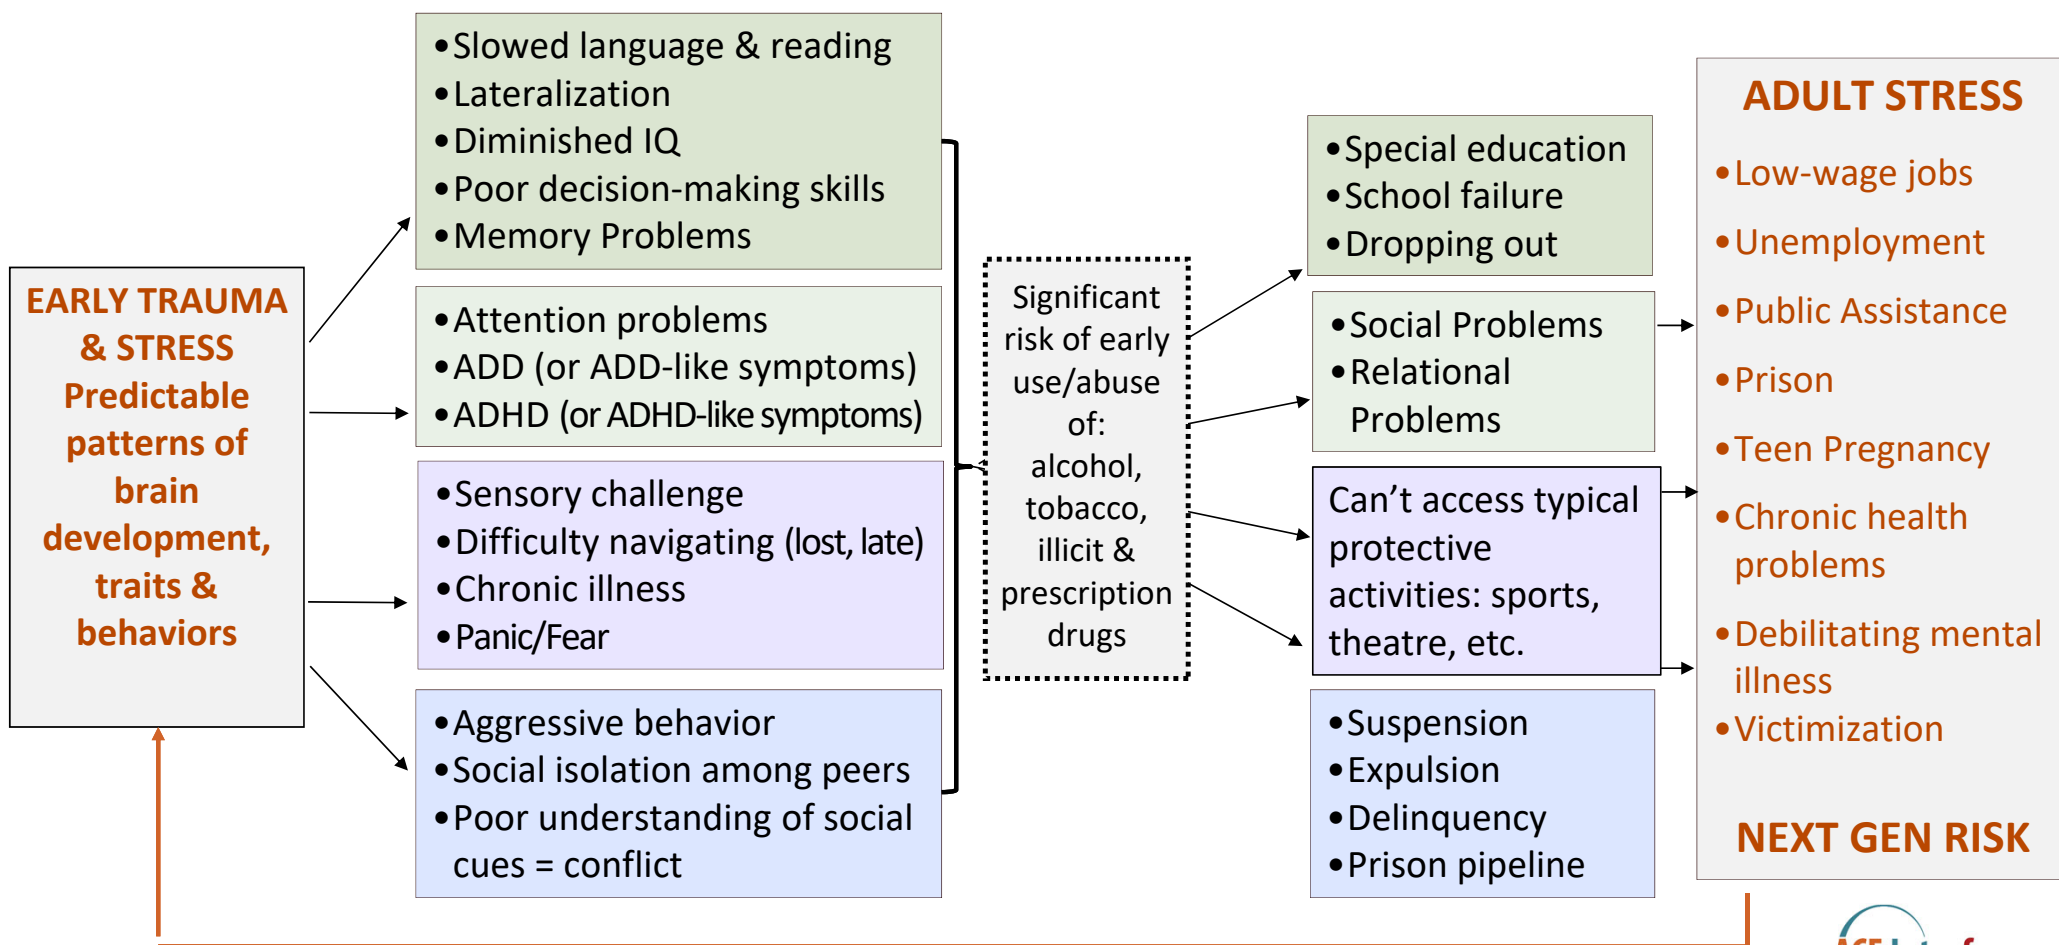 EARLY TRAUMA
& STRESS
Predictable
patterns of
brain
development,
traits &
behaviors
•Slowed language & reading
•Lateralization
•Diminished IQ
•Poor decision-making skills
•Memory Problems
•Attention problems
•ADD (or ADD-like symptoms)
•ADHD (or ADHD-like symptoms)
•Sensory challenge
•Difficulty navigating (lost, late)
•Chronic illness
•Panic/Fear
•Aggressive behavior
•Social isolation among peers
•Poor understanding of social
cues = conflict
Significant
risk of early
use/abuse
of:
alcohol,
tobacco,
illicit &
prescription
drugs
•Special education
•School failure
•Dropping out
•Social Problems
•Relational
Problems
Can’t access typical
protective
activities: sports,
theatre, etc.
•Suspension
•Expulsion
•Delinquency
•Prison pipeline
ADULT STRESS
•Low-wage jobs
•Unemployment
•Public Assistance
•Prison
•Teen Pregnancy
•Chronic health
problems
•Debilitating mental
illness
•Victimization
NEXT GEN RISK